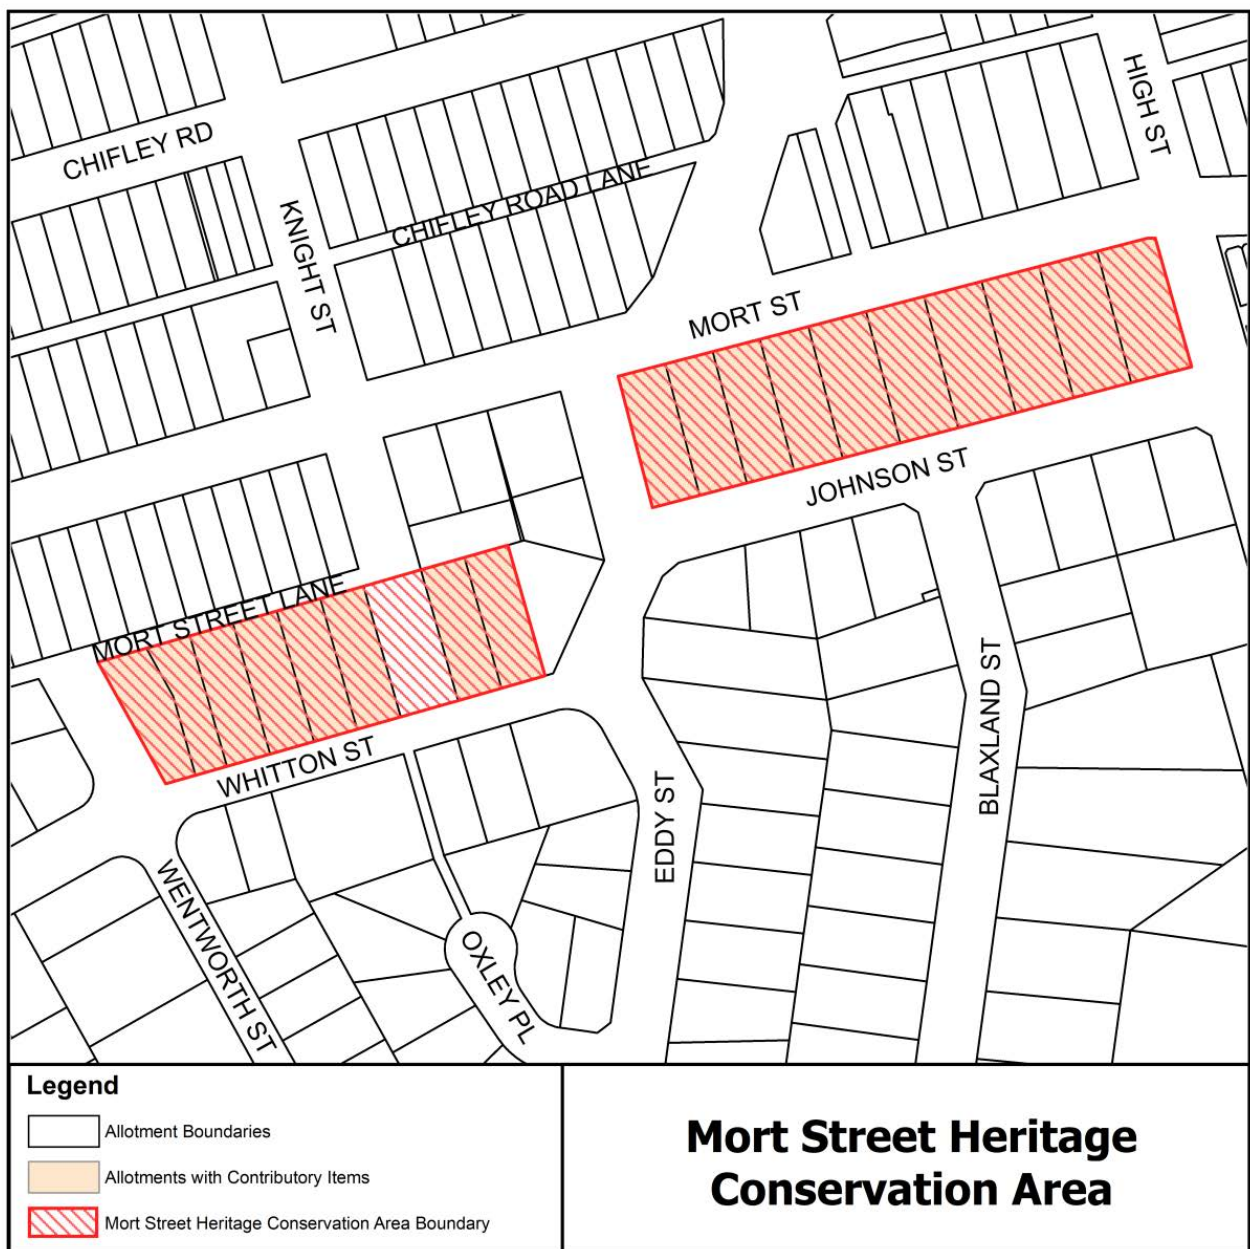 CHIFLEY RD
HIGH ST
KNIGHT ST
CHIFLEY ROAD LANE
MORT ST
JOHNSON ST
MORT STREET LANE
WHITTON ST
BLAXLAND ST
EDDY ST
WENTWORTH ST
OXLEY PL
Legend
Allotment Boundaries
Allotments with Contributory Items
Mort Street Heritage Conservation Area Boundary
Mort Street Heritage
Conservation Area